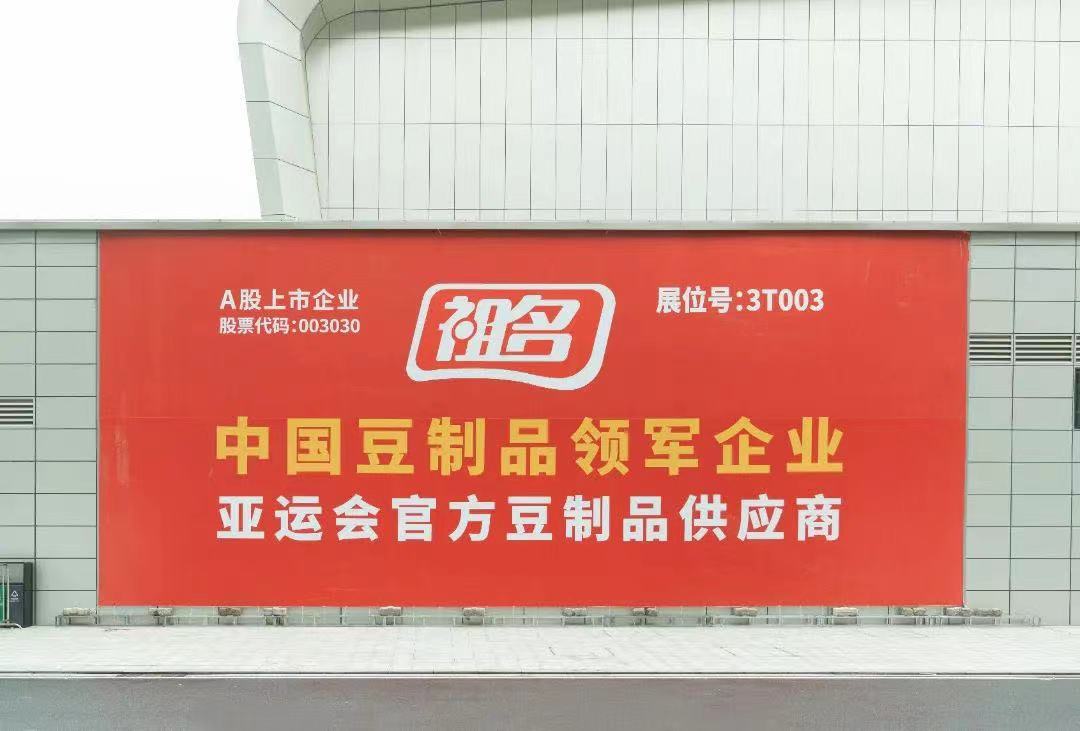 A股上市企业
股票代码:003030
祖名
展位号:3T003
中国豆制品领军企业
亚运会官方豆制品供应商